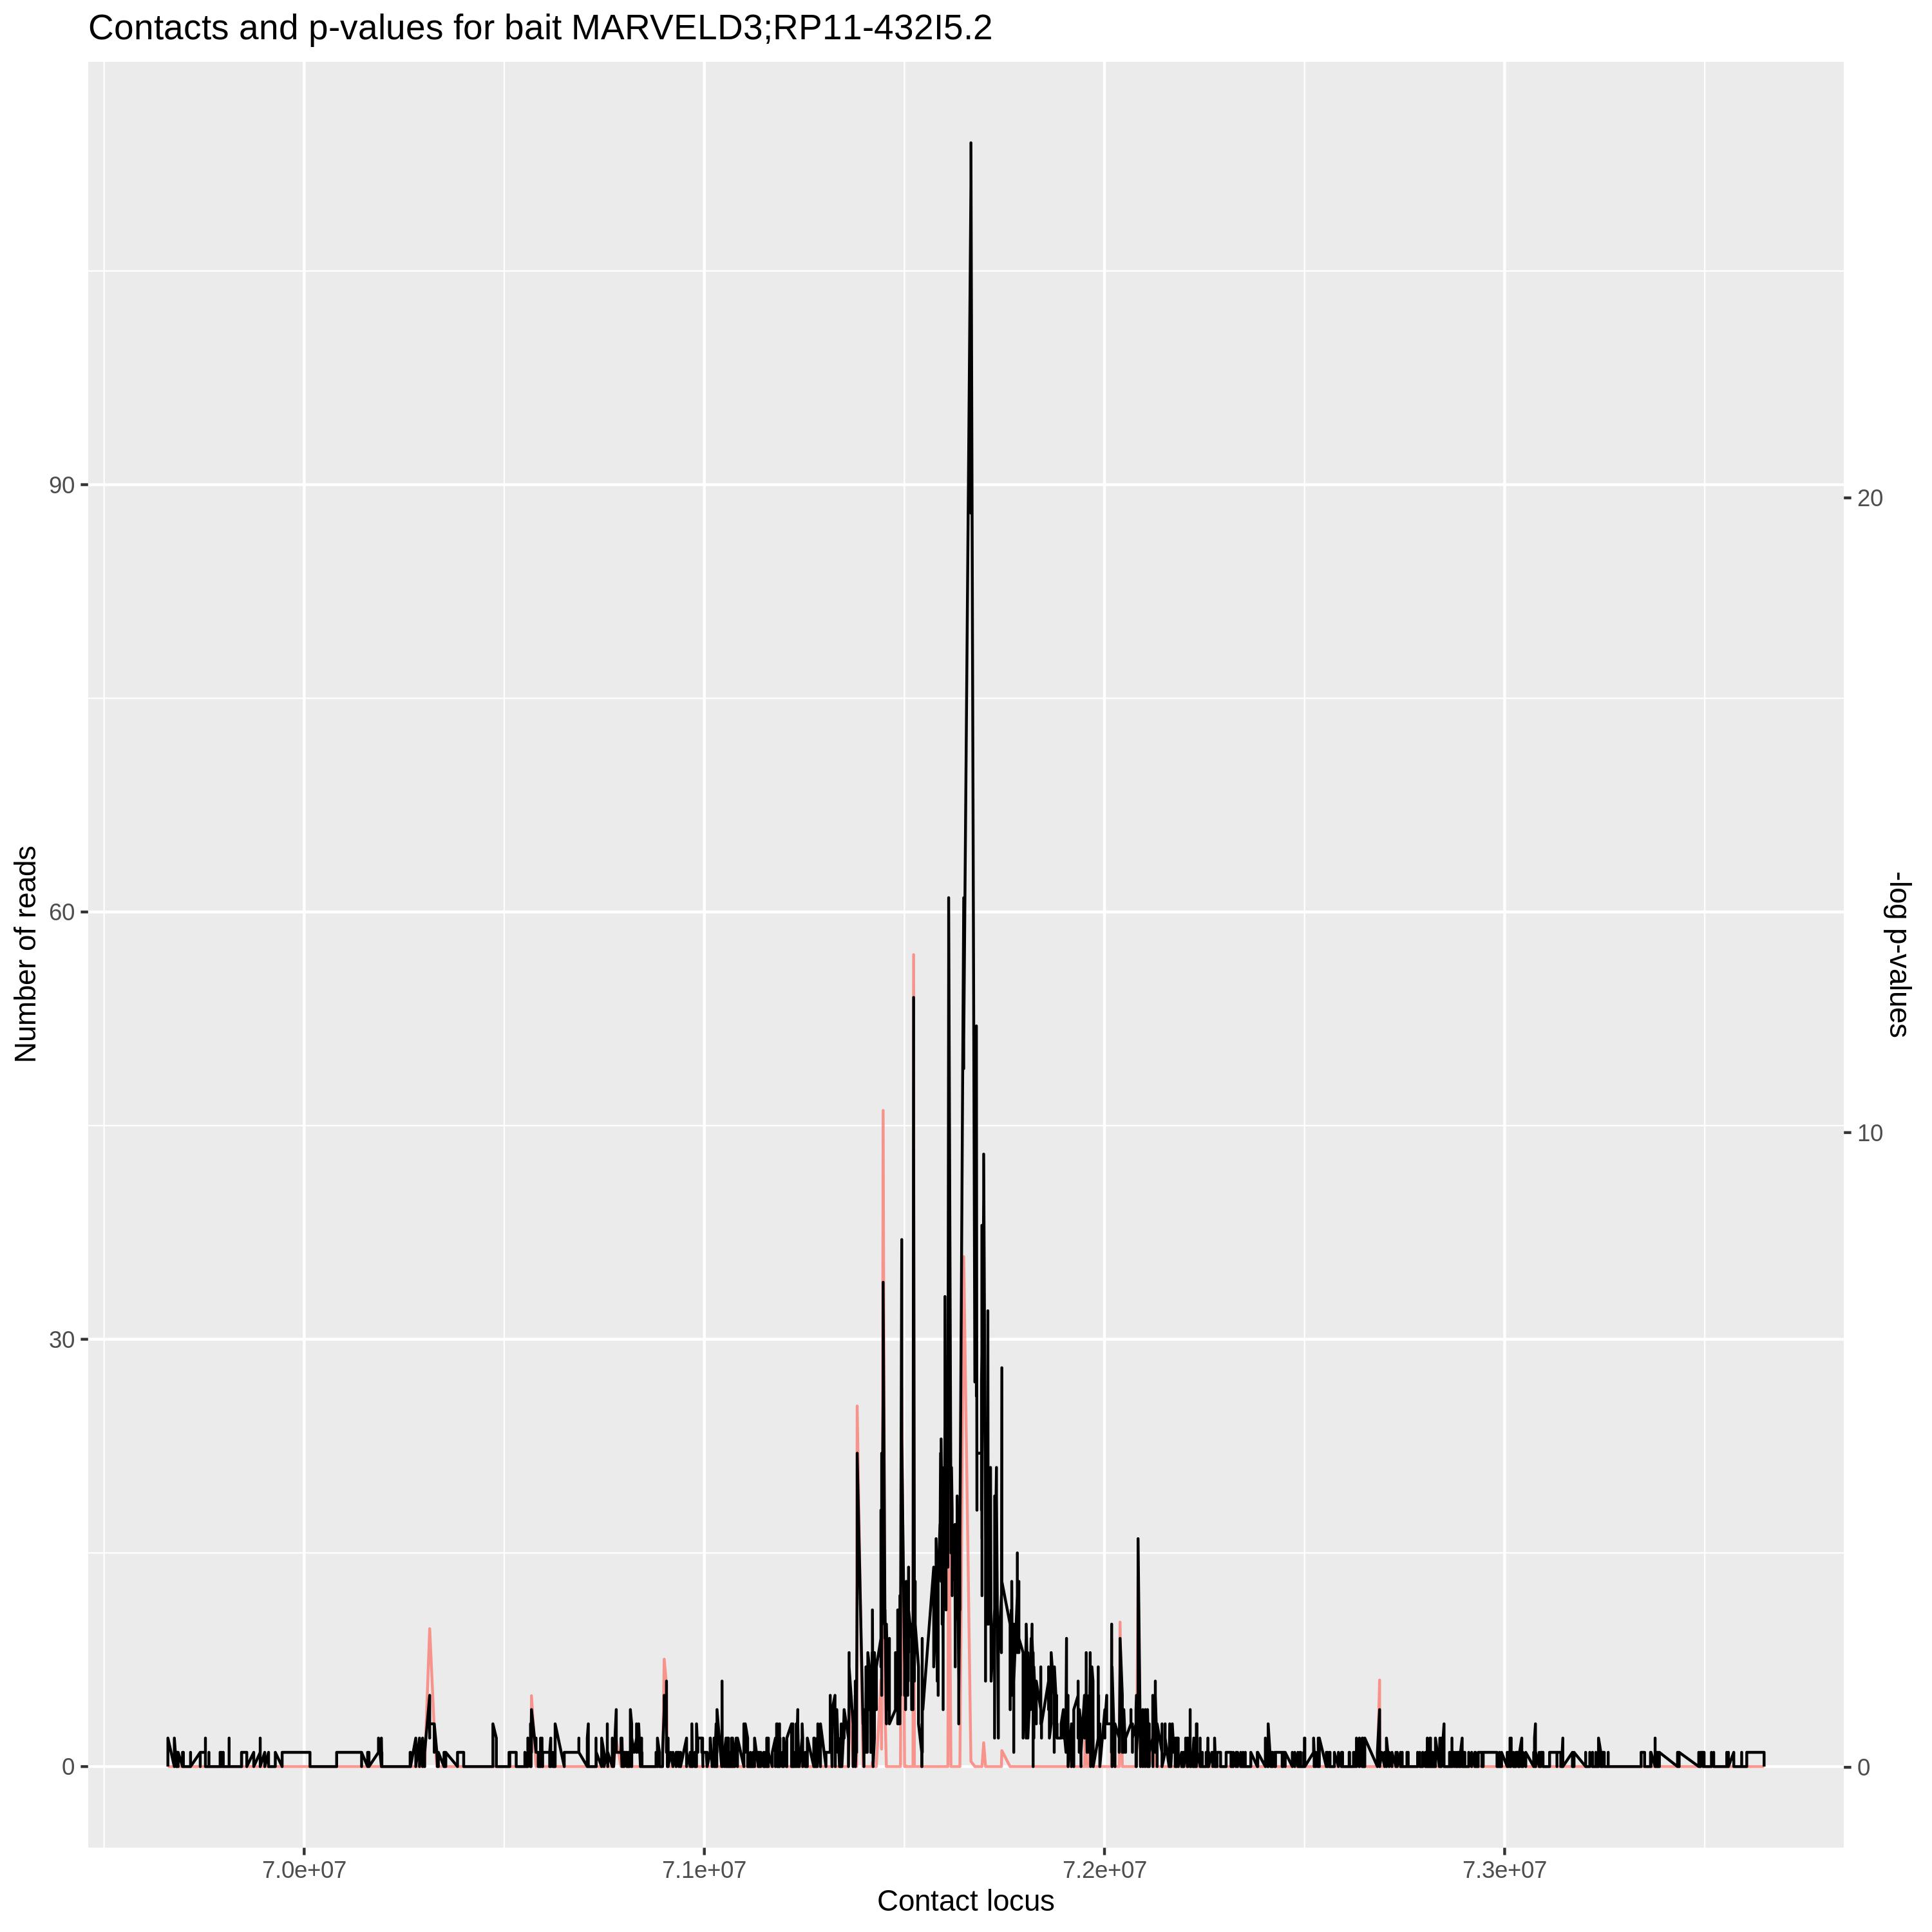 Contacts and p-values for bait MARVELD3;RP11-432I5.2
90
60
30
0
Number of reads
20
10
0
-log p-values
7.0e+07
7.1e+07
7.2e+07
7.3e+07
Contact locus